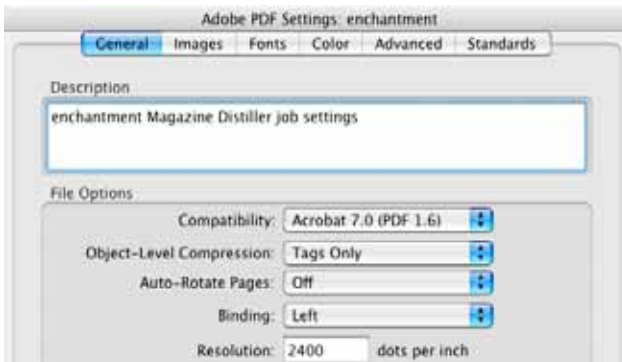 Adobe PDF Settings: enchantment
General Images Fonts Color Advanced Standards
Description
enchantment Magazine Distiller job settings
File Options
Compatibility: Acrobat 7.0 (PDF 1.6)
Object-Level Compression: Tags Only
Auto-Rotate Pages: Off
Binding: Left
Resolution: 2400 dots per inch